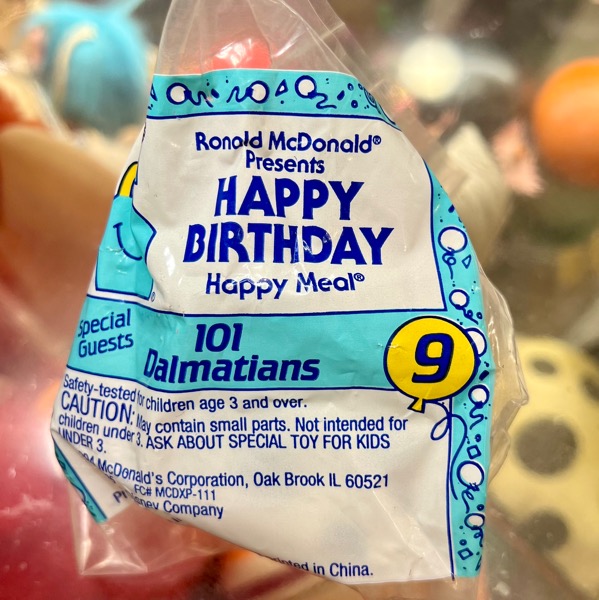 Ronald McDonald®
Presents
HAPPY
BIRTHDAY
Happy Meal®
Special
Guests
101
Dalmatians
9
Safety-tested for children age 3 and over.
CAUTION: May contain small parts. Not intended for
children under 3. ASK ABOUT SPECIAL TOY FOR KIDS
UNDER 3.
McDonald's Corporation, Oak Brook IL 60521
FC# MCDXP-111
Company
in China.